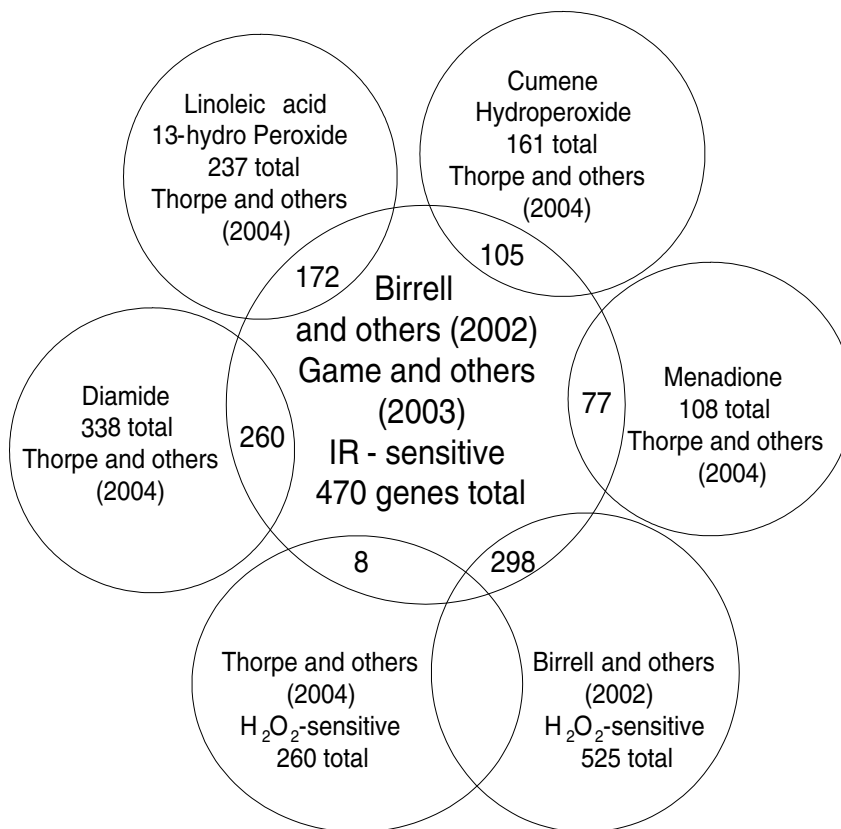 Linoleic acid
13-hydro Peroxide
237 total
Thorpe and others
(2004)
Cumene
Hydroperoxide
161 total
Thorpe and others
(2004)
172
105
Birrell
and others (2002)
Game and others
(2003)
IR - sensitive
470 genes total
Diamide
338 total
Thorpe and others
(2004)
260
77
Menadione
108 total
Thorpe and others
(2004)
8
298
Thorpe and others
(2004)
H₂O₂-sensitive
260 total
Birrell and others
(2002)
H₂O₂-sensitive
525 total